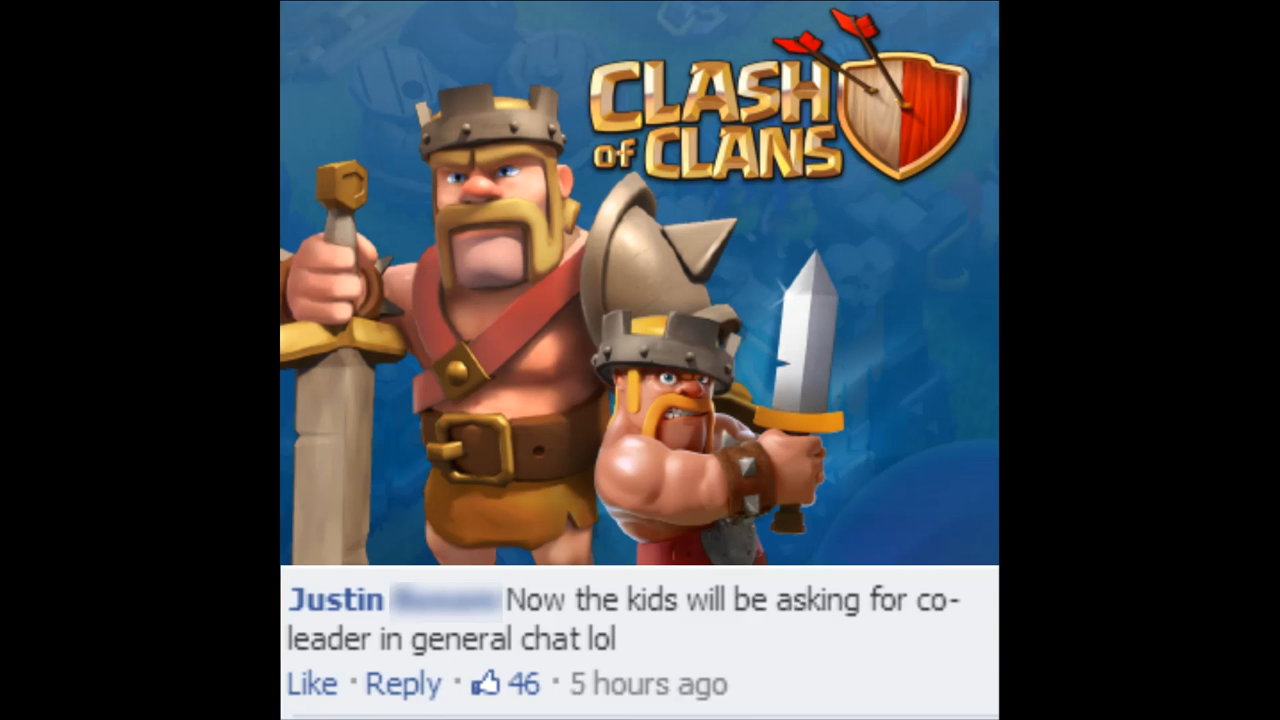 CLASH
of CLANS
Justin Now the kids will be asking for co-
leader in general chat lol
Like · Reply · 46 · 5 hours ago